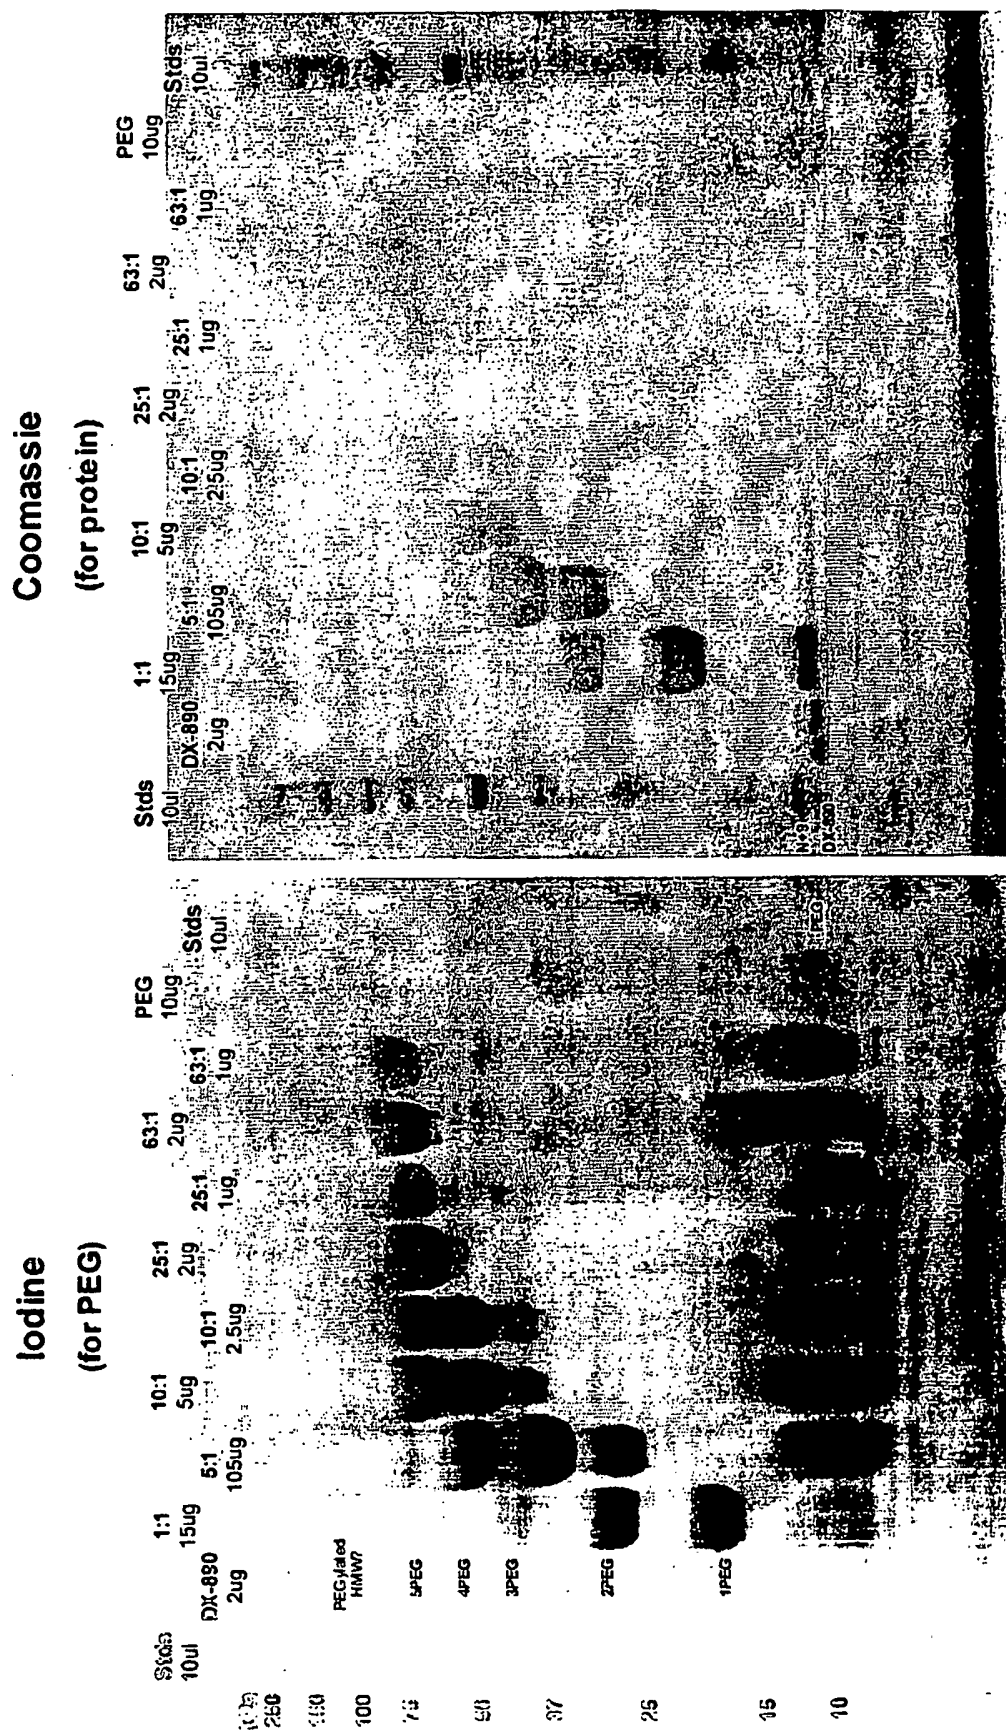 Iodine
(for PEG)
Stds
10ul
DX-890
2ug
1:1
15ug
5:1
105ug
10:1
5ug
10:1
2.5ug
25:1
2ug
25:1
1ug
63:1
2ug
63:1
1ug
PEG
10ug
Stds
10ul
250
100
37
25
15
10
PEGylated
HMW?
5PEG
4PEG
3PEG
2PEG
1PEG
PEG
Coomassie
(for protein)
Stds
10ul
DX-890
2ug
1:1
15ug
5:1
105ug
10:1
5ug
10:1
2.5ug
25:1
2ug
25:1
1ug
63:1
2ug
63:1
1ug
PEG
10ug
Stds
10ul
DX-890